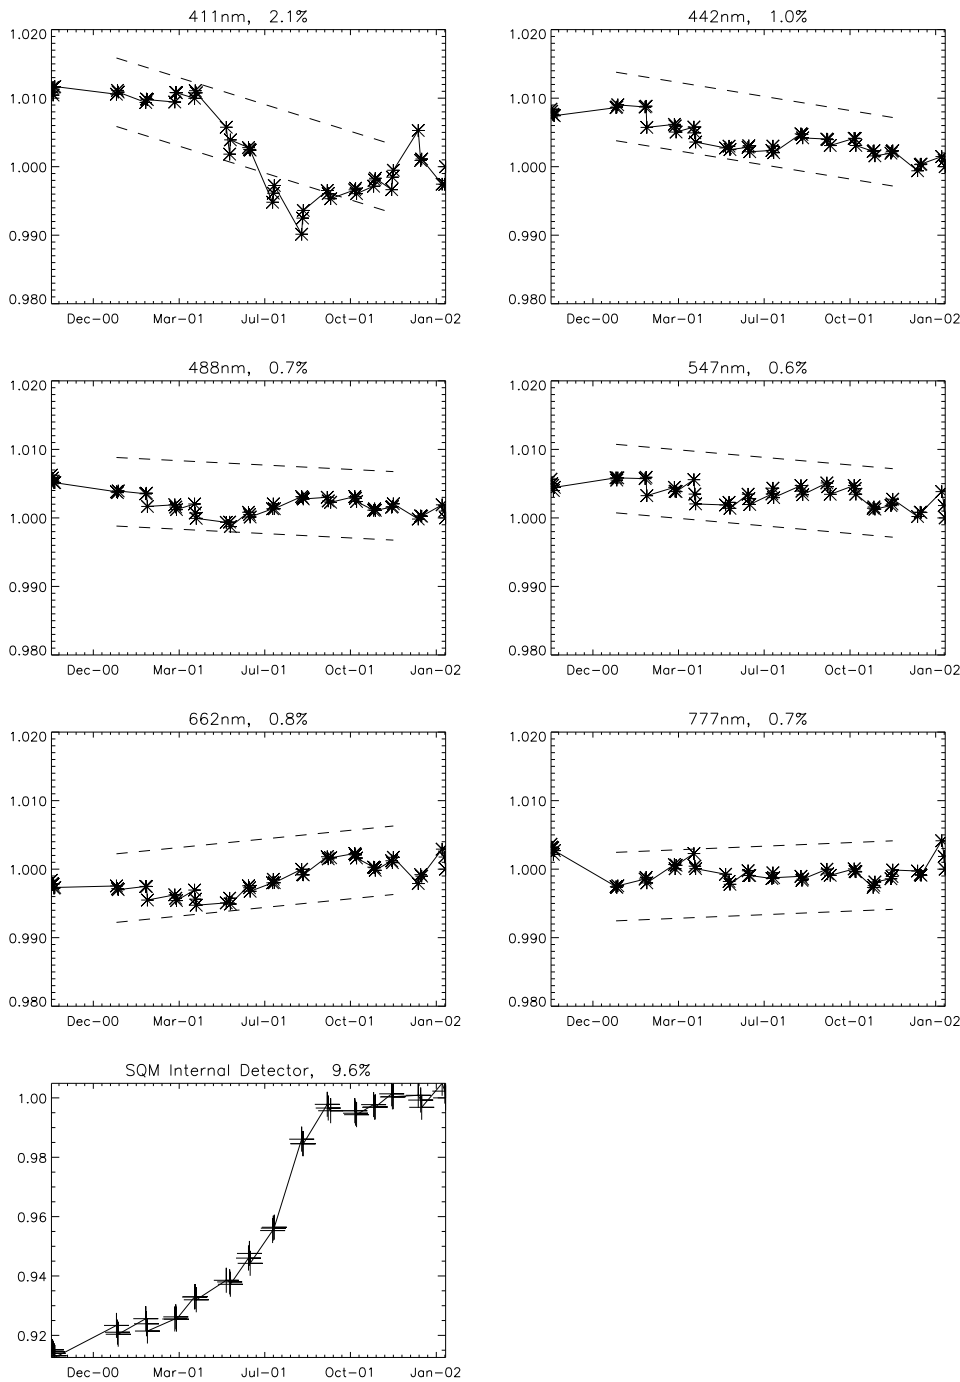 411nm, 2.1%
1.020
1.010
1.000
0.990
0.980
Dec-00 Mar-01 Jul-01 Oct-01 Jan-02
442nm, 1.0%
1.020
1.010
1.000
0.990
0.980
Dec-00 Mar-01 Jul-01 Oct-01 Jan-02
488nm, 0.7%
1.020
1.010
1.000
0.990
0.980
Dec-00 Mar-01 Jul-01 Oct-01 Jan-02
547nm, 0.6%
1.020
1.010
1.000
0.990
0.980
Dec-00 Mar-01 Jul-01 Oct-01 Jan-02
662nm, 0.8%
1.020
1.010
1.000
0.990
0.980
Dec-00 Mar-01 Jul-01 Oct-01 Jan-02
777nm, 0.7%
1.020
1.010
1.000
0.990
0.980
Dec-00 Mar-01 Jul-01 Oct-01 Jan-02
SQM Internal Detector, 9.6%
1.00
0.98
0.96
0.94
0.92
Dec-00 Mar-01 Jul-01 Oct-01 Jan-02